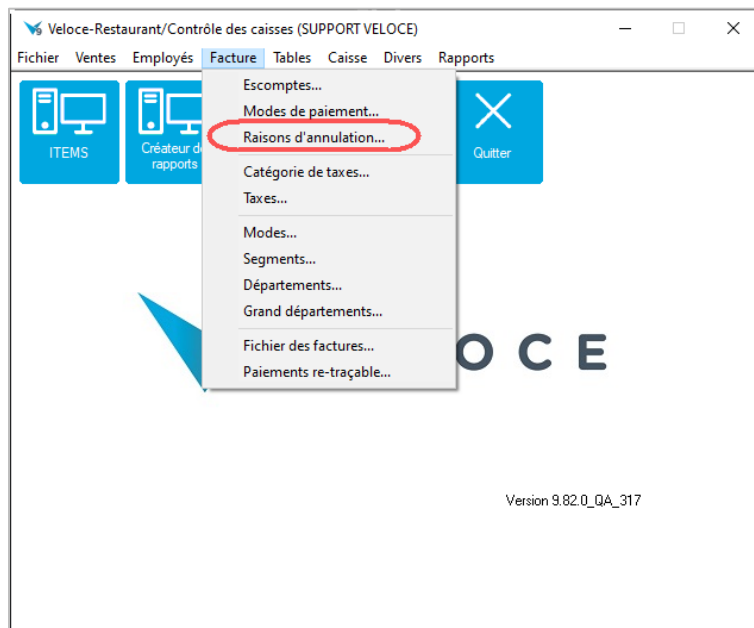 Veloce-Restaurant/Contrôle des caisses (SUPPORT VELOCE)
Fichier Ventes Employés Facture Tables Caisse Divers Rapports
ITEMS
Créateur d
rapports
Quitter
Escomptes...
Modes de paiement...
Raisons d'annulation...
Catégorie de taxes...
Taxes...
Modes...
Segments...
Départements...
Grand départements...
Fichier des factures...
Paiements re-traçable...
OCE
Version 9.82.0_QA_317